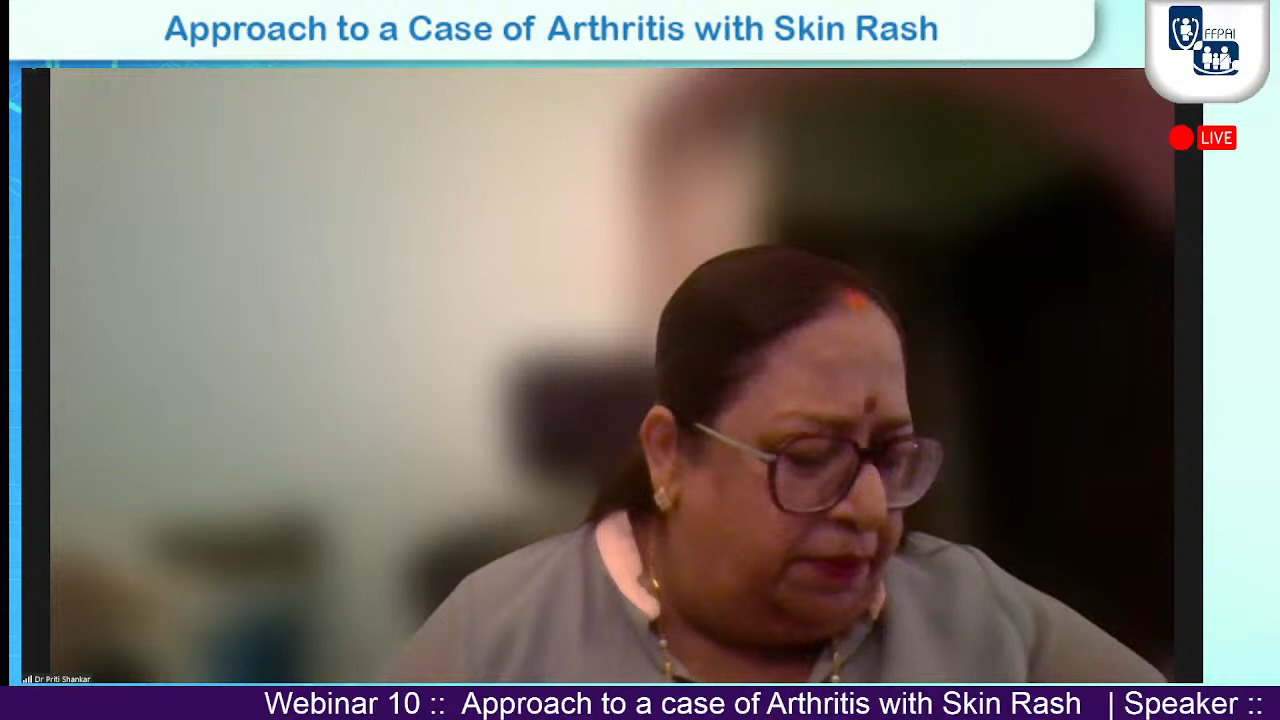 Approach to a Case of Arthritis with Skin Rash
FFPAI
LIVE
Dr Priti Shankar
Webinar 10 :: Approach to a case of Arthritis with Skin Rash | Speaker ::